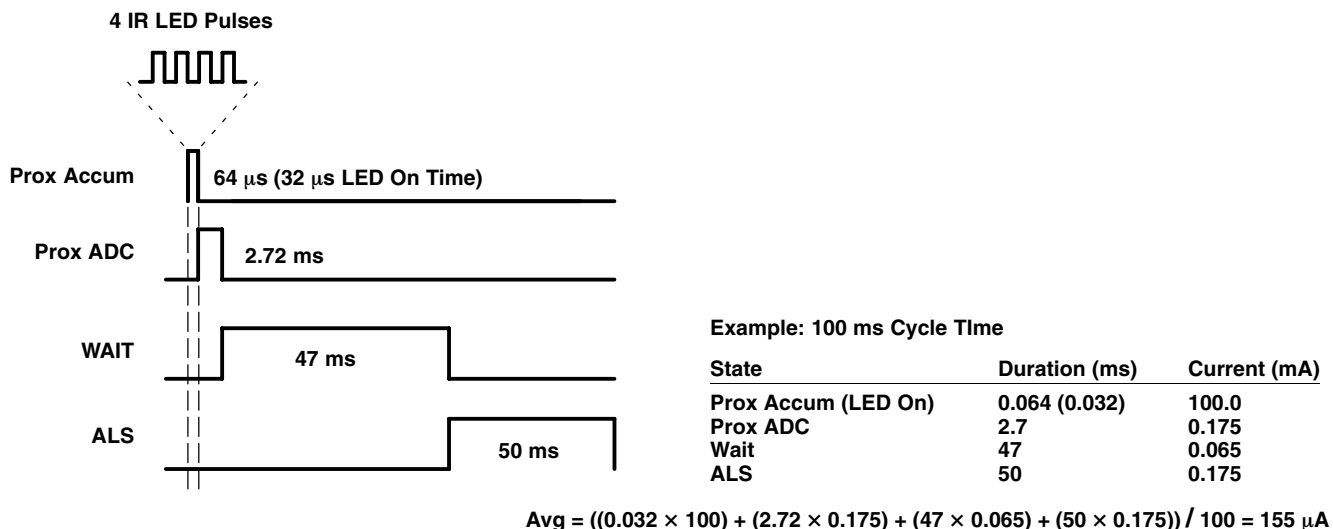 4 IR LED Pulses
Prox Accum
64 μs (32 μs LED On Time)
Prox ADC
2.72 ms
WAIT
47 ms
ALS
50 ms
Example: 100 ms Cycle TIme
State Duration (ms) Current (mA)
Prox Accum (LED On) 0.064 (0.032) 100.0
Prox ADC 2.7 0.175
Wait 47 0.065
ALS 50 0.175
Avg = ((0.032 × 100) + (2.72 × 0.175) + (47 × 0.065) + (50 × 0.175)) / 100 = 155 μA